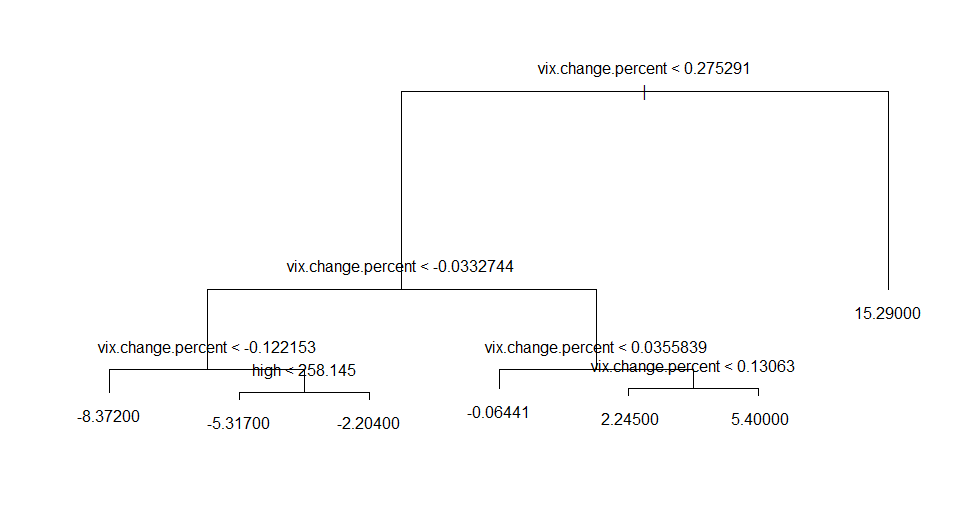 vix.change.percent < 0.275291
vix.change.percent < -0.0332744
15.29000
vix.change.percent < -0.122153
vix.change.percent < 0.0355839
high < 258.145
vix.change.percent < 0.13063
-8.37200
-5.31700
-2.20400
-0.06441
2.24500
5.40000